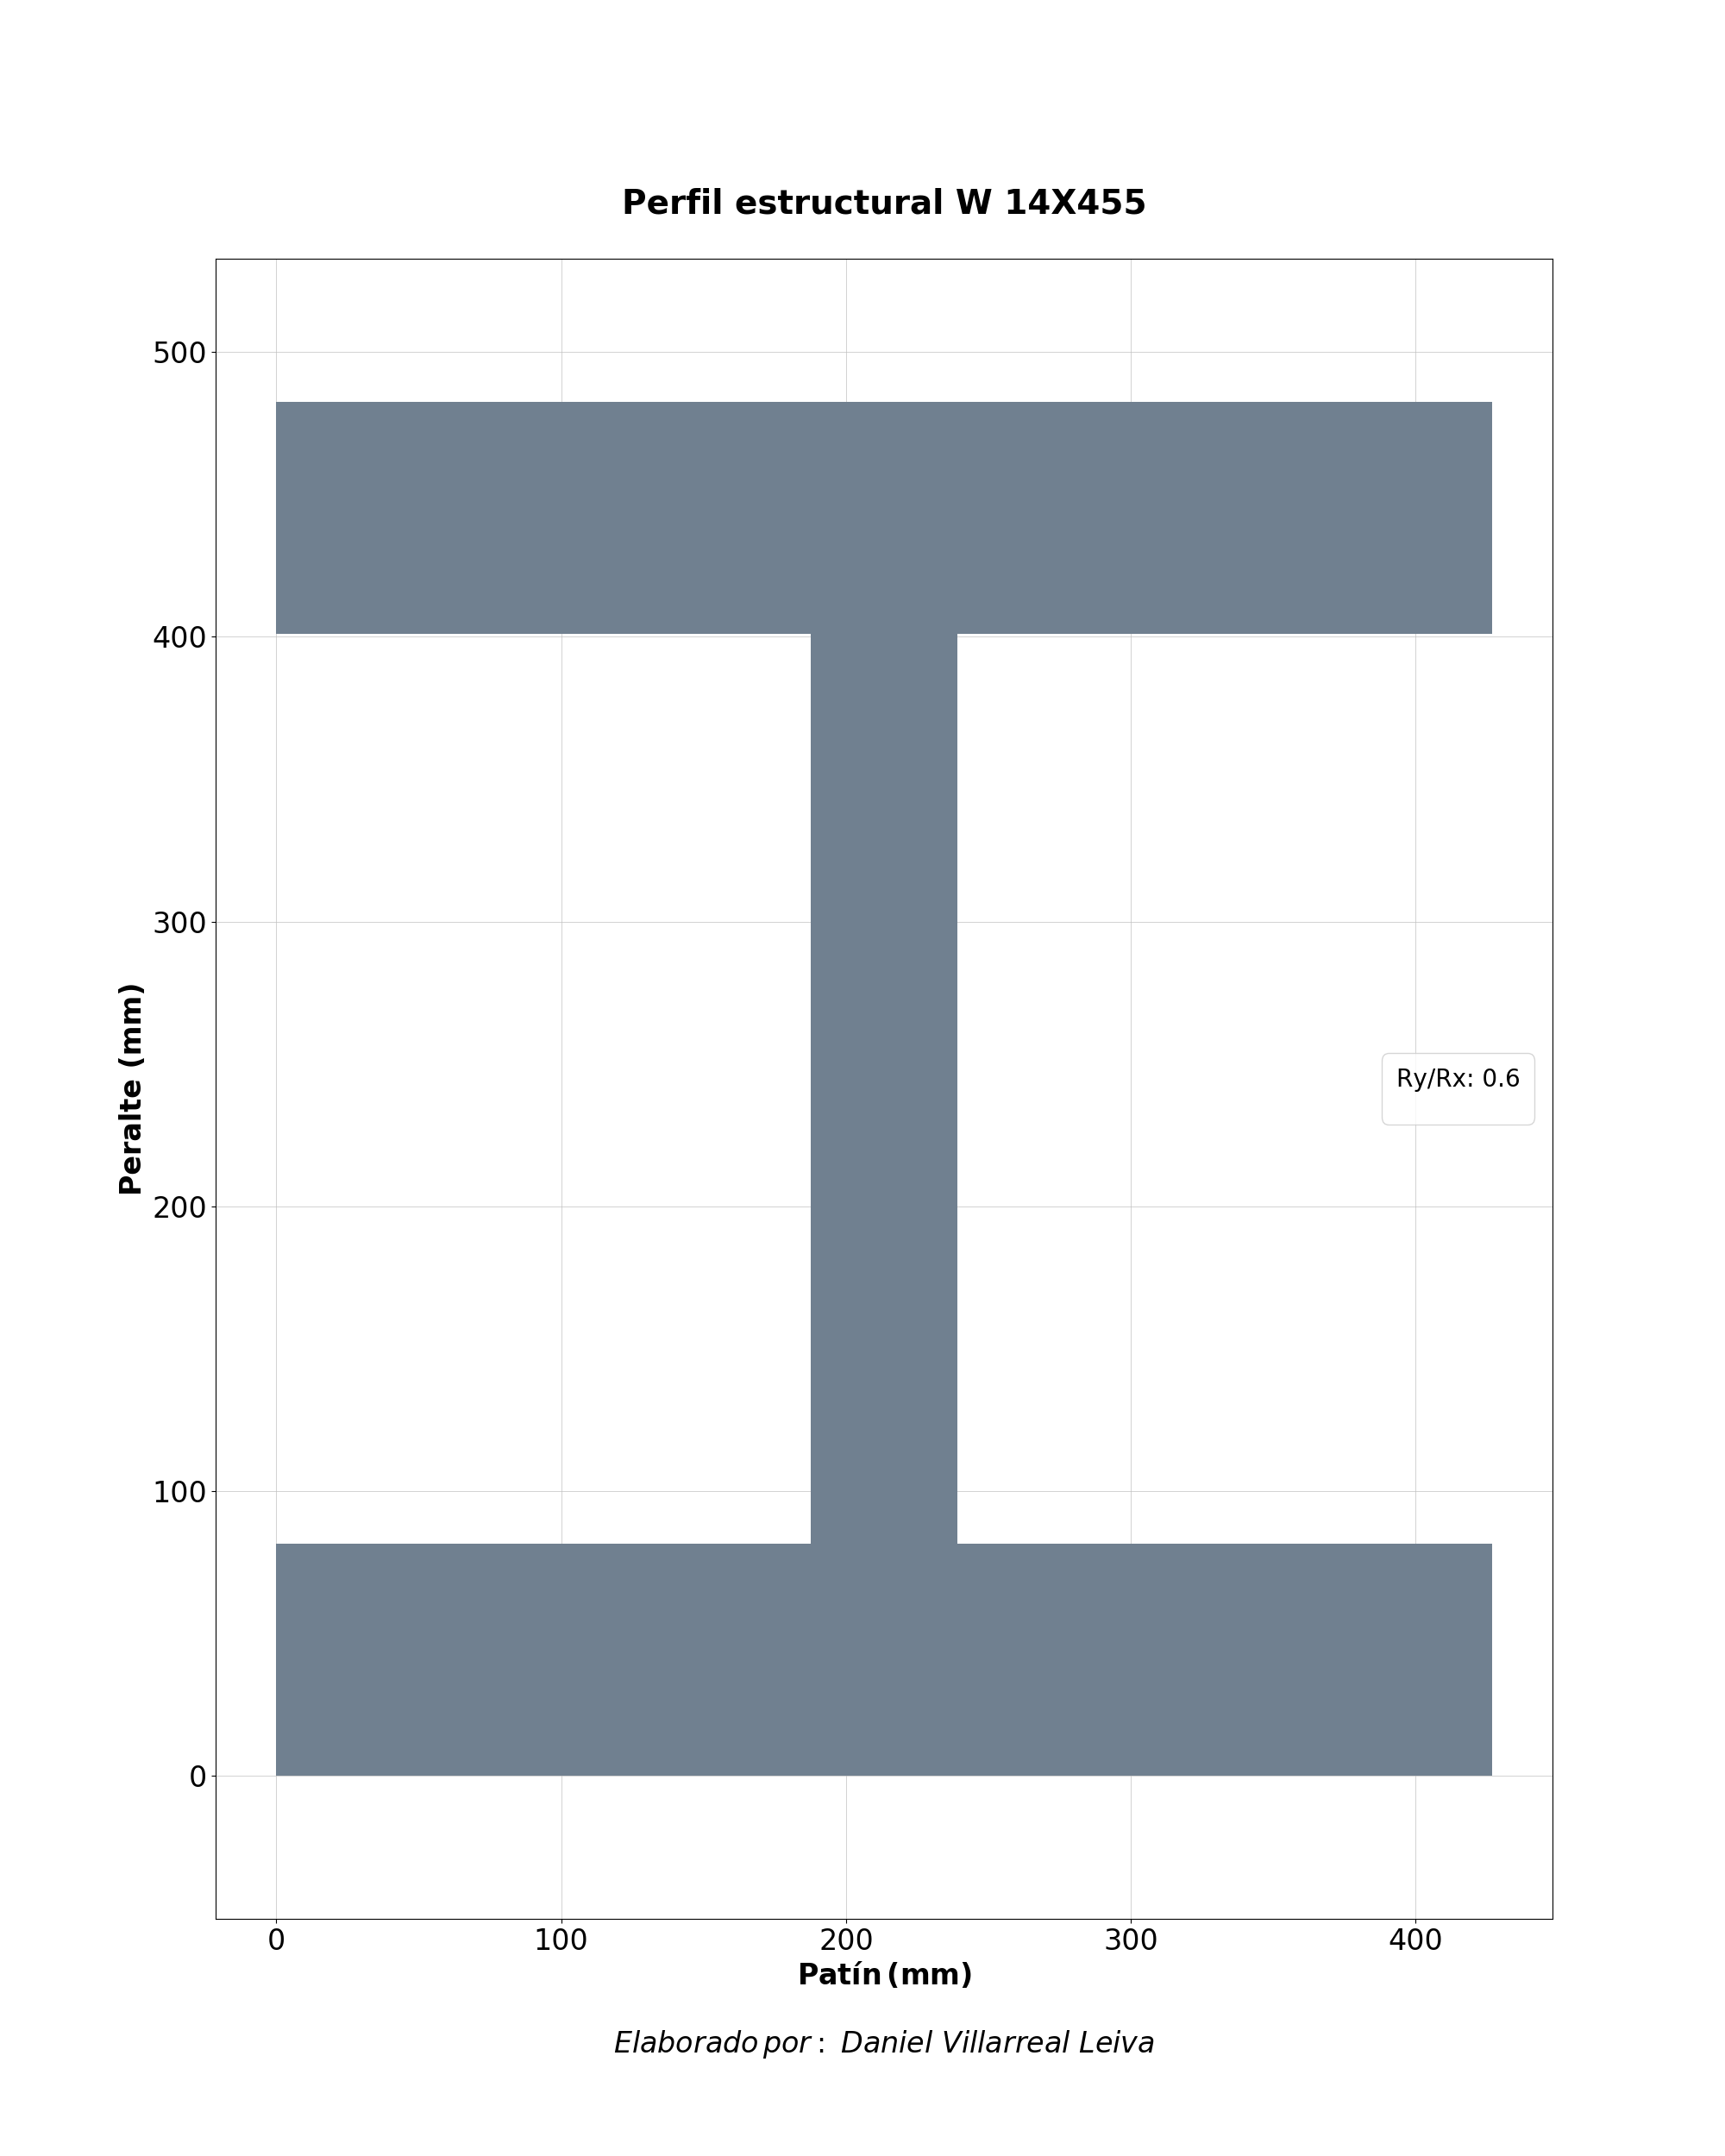 Perfil estructural W 14X455
500
400
300
200
100
0
Peralte (mm)
Ry/Rx: 0.6
0 100 200 300 400
Patín (mm)
Elaborado por: Daniel Villarreal Leiva